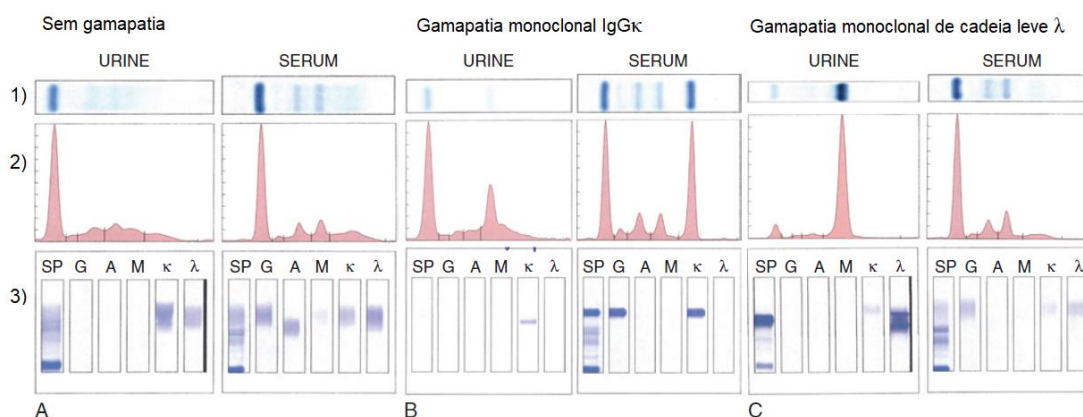 Sem gamapatia
Gamapatia monoclonal IgGκ
Gamapatia monoclonal de cadeia leve λ
URINE
SERUM
URINE
SERUM
URINE
SERUM
1)
2)
3)
SP G A M κ λ
SP G A M κ λ
SP G A M κ λ
SP G A M κ λ
SP G A M κ λ
SP G A M κ λ
A
B
C